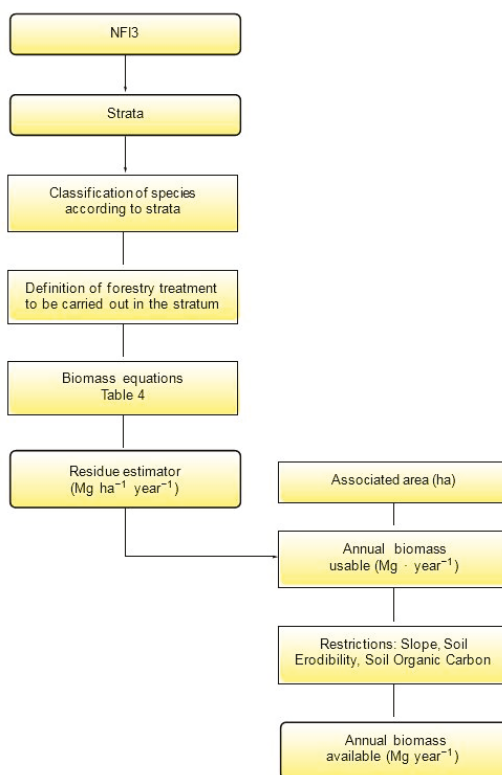 NFI3
Strata
Classification of species
according to strata
Definition of forestry treatment
to be carried out in the stratum
Biomass equations
Table 4
Residue estimator
(Mg ha⁻¹ year⁻¹)
Associated area (ha)
Annual biomass
usable (Mg · year⁻¹)
Restrictions: Slope, Soil
Erodibility, Soil Organic Carbon
Annual biomass
available (Mg year⁻¹)